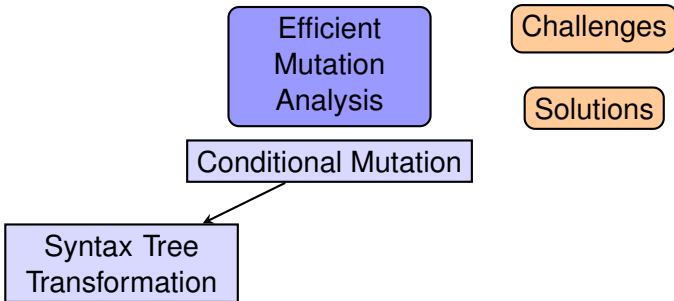 Efficient
Mutation
Analysis
Challenges
Solutions
Conditional Mutation
Syntax Tree
Transformation